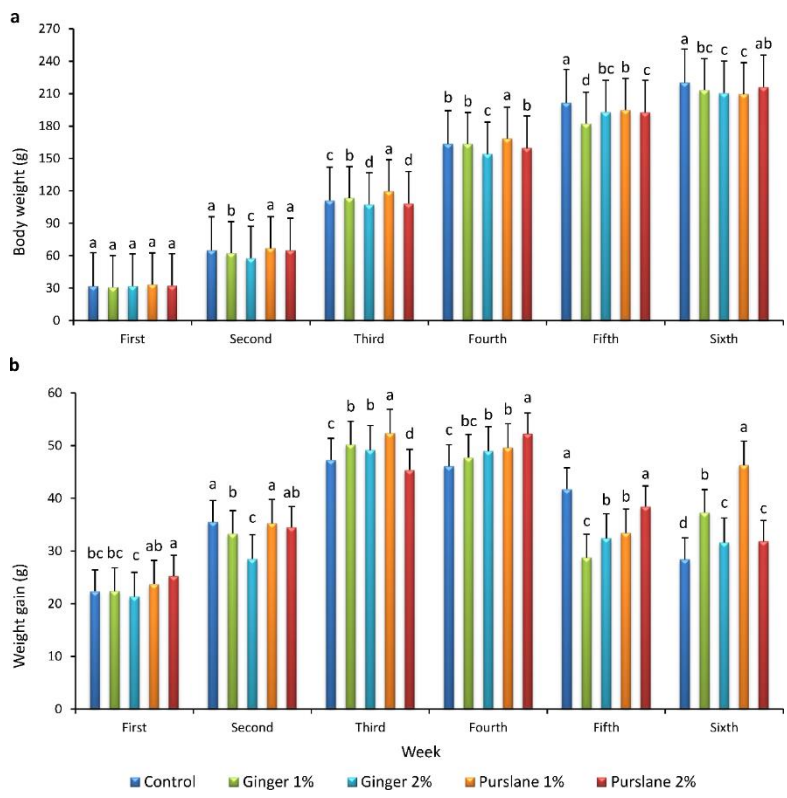 a
270
240
210
180
150
120
90
60
30
0
Body weight (g)
a a a a a
a b c a a
c b d a d
b b c a b
a d bc c c
a bc c c ab
First Second Third Fourth Fifth Sixth
b
60
50
40
30
20
10
0
Weight gain (g)
bc bc c ab a
a b c a ab
c b b a d
c bc b b a
a c b b a
d b c a c
First Second Third Fourth Fifth Sixth
Week
Control Ginger 1% Ginger 2% Purslane 1% Purslane 2%